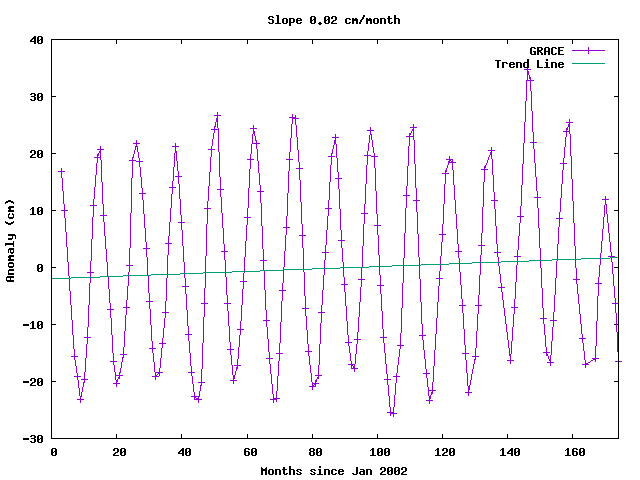 Slope 0.02 cm/month
GRACE
Trend Line
40
30
20
10
0
-10
-20
-30
Anomaly (cm)
0 20 40 60 80 100 120 140 160
Months since Jan 2002